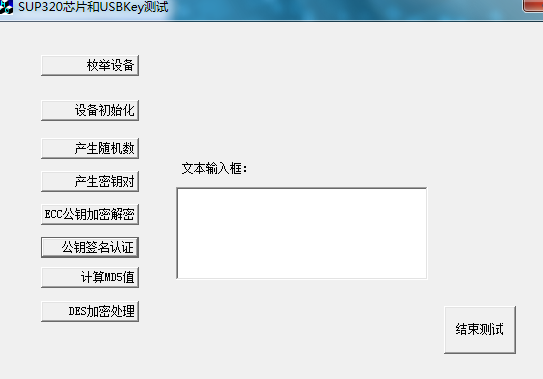 SUP320芯片和USBKey测试
枚举设备
设备初始化
产生随机数
文本输入框：
产生密钥对
ECC公钥加密解密
公钥签名认证
计算MD5值
DES加密处理
结束测试